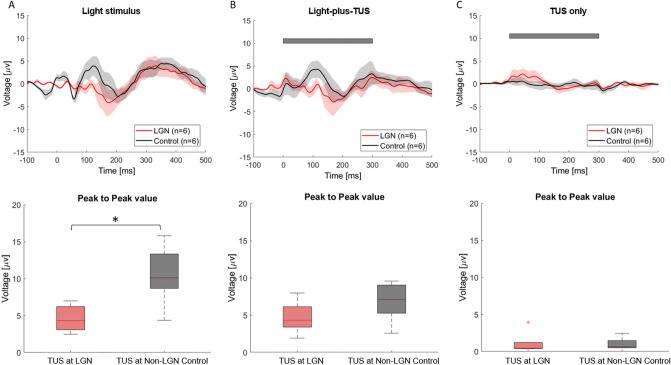 A Light stimulus
Voltage [μv]
15
10
5
0
-5
-10
-15
LGN (n=6)
Control (n=6)
-100 0 100 200 300 400 500
Time [ms]
B Light-plus-TUS
Voltage [μv]
15
10
5
0
-5
-10
-15
LGN (n=6)
Control (n=6)
-100 0 100 200 300 400 500
Time [ms]
C TUS only
Voltage [μv]
15
10
5
0
-5
-10
-15
LGN (n=6)
Control (n=6)
-100 0 100 200 300 400 500
Time [ms]
Peak to Peak value
Voltage [μv]
20
15
10
5
0
*
TUS at LGN TUS at Non-LGN Control
Peak to Peak value
Voltage [μv]
20
15
10
5
0
TUS at LGN TUS at Non-LGN Control
Peak to Peak value
Voltage [μv]
20
15
10
5
0
TUS at LGN TUS at Non-LGN Control